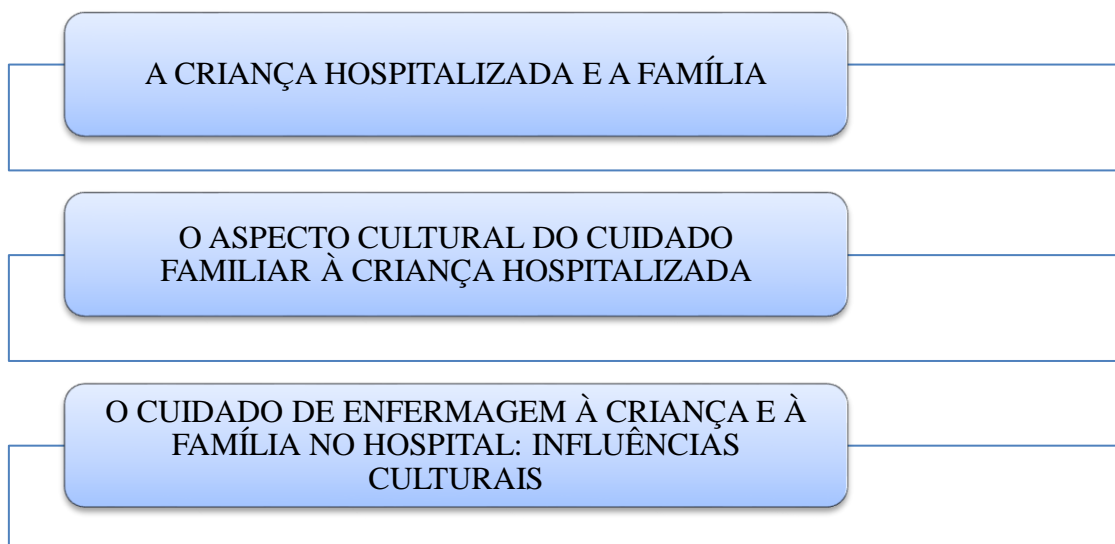 A CRIANÇA HOSPITALIZADA E A FAMÍLIA
O ASPECTO CULTURAL DO CUIDADO
FAMILIAR À CRIANÇA HOSPITALIZADA
O CUIDADO DE ENFERMAGEM À CRIANÇA E À
FAMÍLIA NO HOSPITAL: INFLUÊNCIAS
CULTURAIS